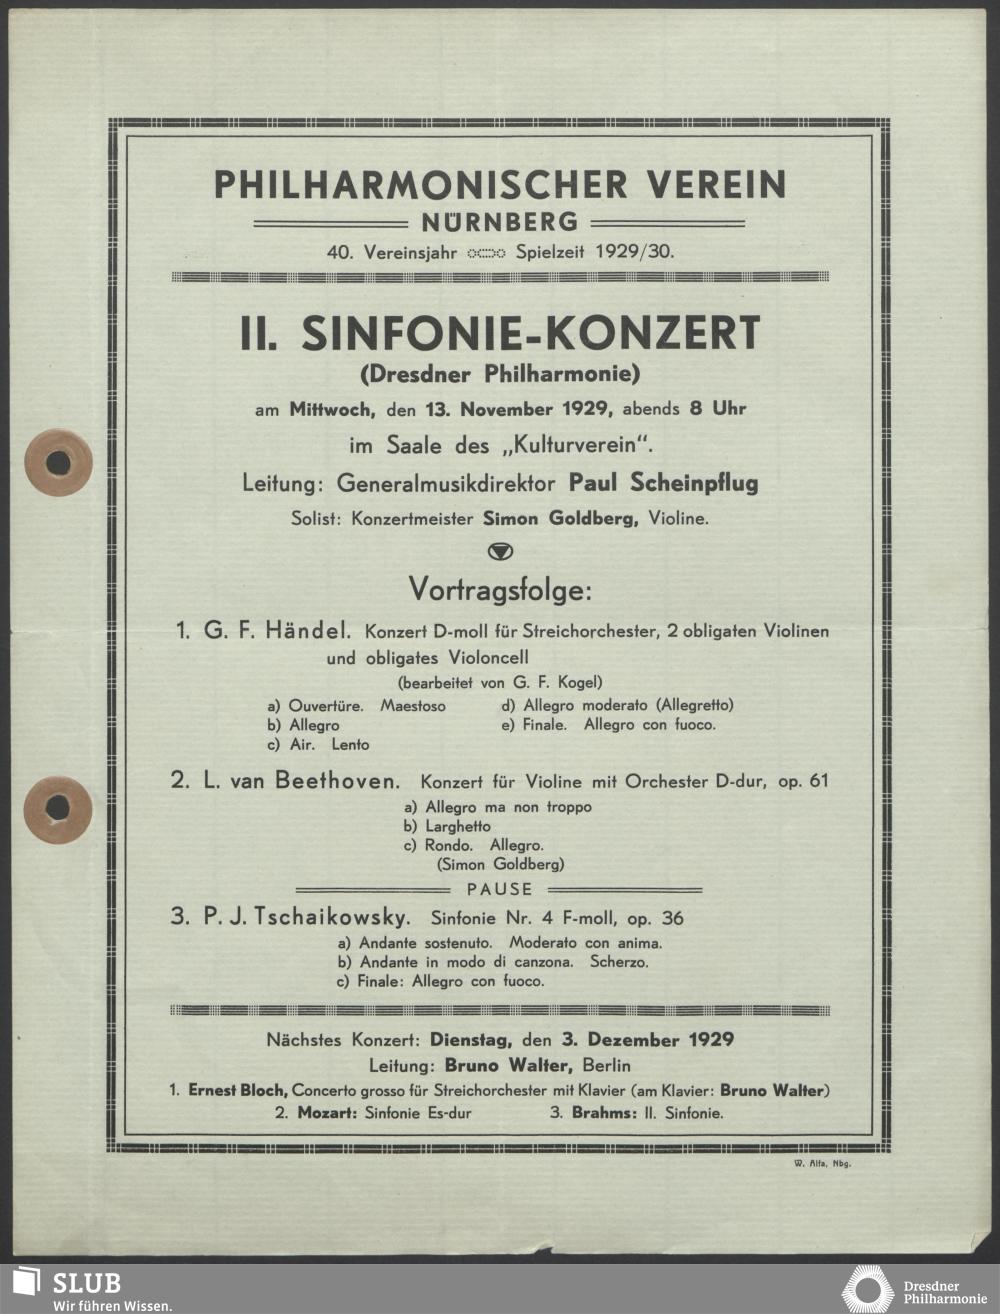 PHILHARMONISCHER VEREIN
NÜRNBERG
40. Vereinsjahr Spielzeit 1929/30.
II. SINFONIE-KONZERT
(Dresdner Philharmonie)
am Mittwoch, den 13. November 1929, abends 8 Uhr
im Saale des „Kulturverein“.
Leitung: Generalmusikdirektor Paul Scheinpflug
Solist: Konzertmeister Simon Goldberg, Violine.
Vortragsfolge:
1. G. F. Händel. Konzert D-moll für Streichorchester, 2 obligaten Violinen
und obligates Violoncell
(bearbeitet von G. F. Kogel)
a) Ouvertüre. Maestoso
b) Allegro
c) Air. Lento
d) Allegro moderato (Allegretto)
e) Finale. Allegro con fuoco.
2. L. van Beethoven. Konzert für Violine mit Orchester D-dur, op. 61
a) Allegro ma non troppo
b) Larghetto
c) Rondo. Allegro.
(Simon Goldberg)
PAUSE
3. P. J. Tschaikowsky. Sinfonie Nr. 4 F-moll, op. 36
a) Andante sostenuto. Moderato con anima.
b) Andante in modo di canzona. Scherzo.
c) Finale: Allegro con fuoco.
Nächstes Konzert: Dienstag, den 3. Dezember 1929
Leitung: Bruno Walter, Berlin
1. Ernest Bloch, Concerto grosso für Streichorchester mit Klavier (am Klavier: Bruno Walter)
2. Mozart: Sinfonie Es-dur 3. Brahms: II. Sinfonie.
W. Alfa, Nbg.
SLUB
Wir führen Wissen.
Dresdner
Philharmonie